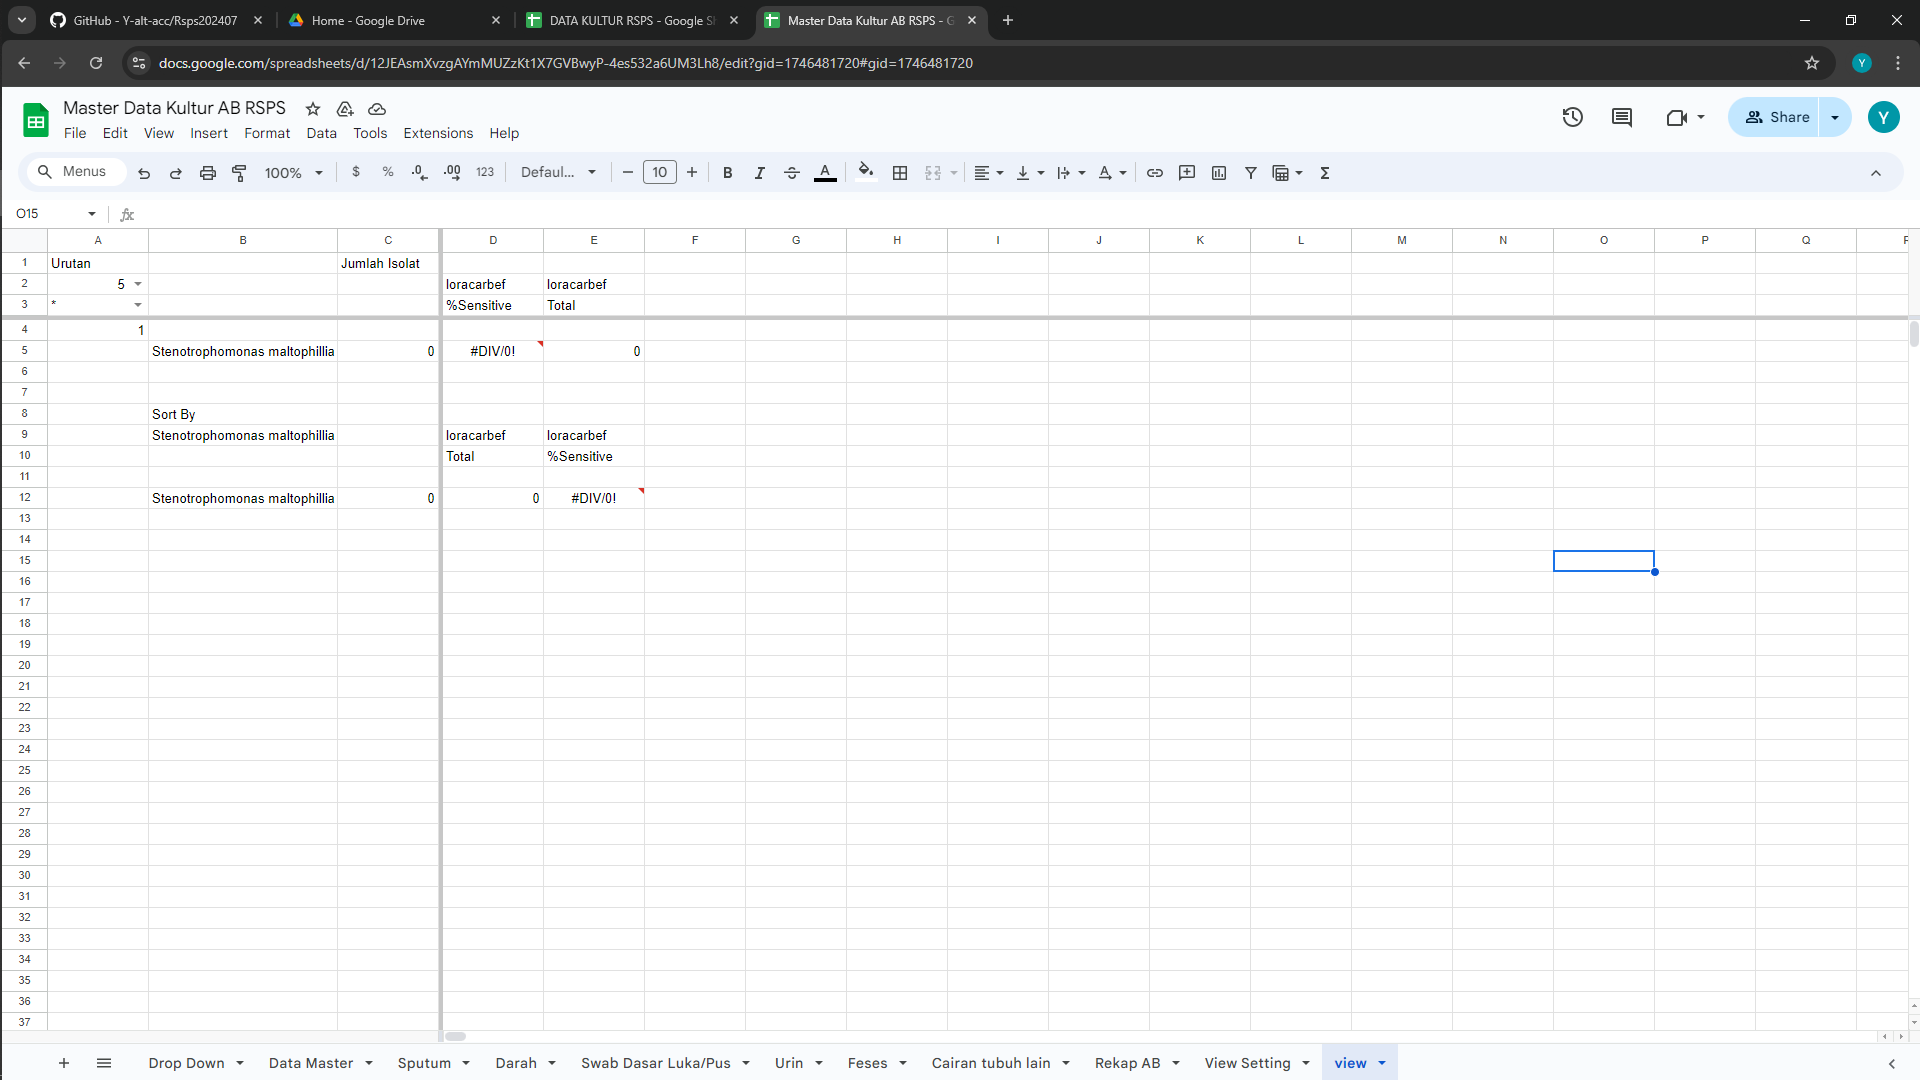 GitHub - Y-alt-acc/Rsps202407
Home - Google Drive
DATA KULTUR RSPS - Google Sh
Master Data Kultur AB RSPS - G
docs.google.com/spreadsheets/d/12JEAsmXvzgAYmMUZzKt1X7GVBwyP-4es532a6UM3Lh8/edit?gid=1746481720#gid=1746481720
Y
Master Data Kultur AB RSPS
File Edit View Insert Format Data Tools Extensions Help
Share
Y
Menus
100%
$ % .0 .00 123
Defaul...
10
B I A
Σ
O15
fx
A B C D E F G H I J K L M N O P Q
1 Urutan Jumlah Isolat
2 5 loracarbef loracarbef
3 * %Sensitive Total
4 1
5 Stenotrophomonas maltophillia 0 #DIV/0! 0
6
7
8 Sort By
9 Stenotrophomonas maltophillia loracarbef loracarbef
10 Total %Sensitive
11
12 Stenotrophomonas maltophillia 0 0 #DIV/0!
13
14
15
16
17
18
19
20
21
22
23
24
25
26
27
28
29
30
31
32
33
34
35
36
37
Drop Down Data Master Sputum Darah Swab Dasar Luka/Pus Urin Feses Cairan tubuh lain Rekap AB View Setting view